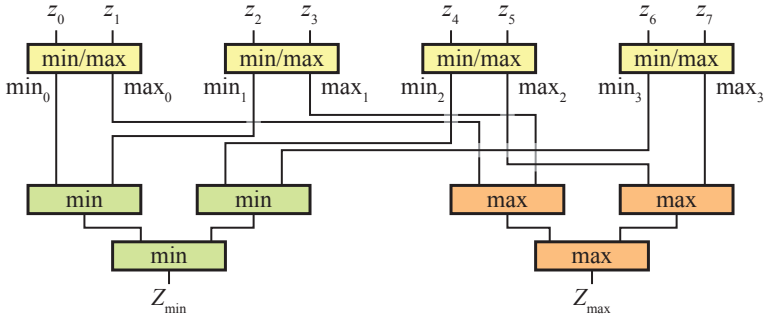 z₀ z₁ z₂ z₃ z₄ z₅ z₆ z₇
min/max min/max min/max min/max
min₀ max₀ min₁ max₁ min₂ max₂ min₃ max₃
min min max max
min max
Zₘᵢₙ Zₘₐₓ